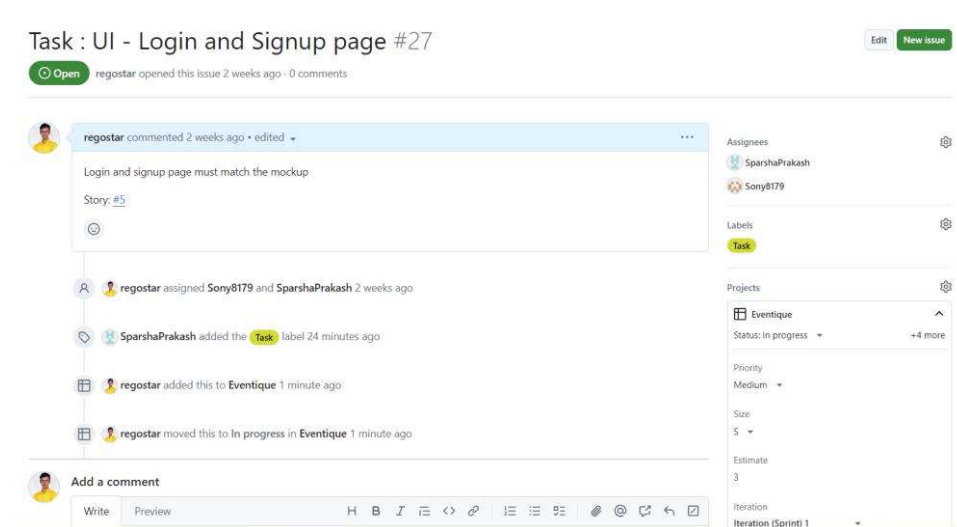 Task : UI - Login and Signup page #27
Edit
New issue
Open
regostar opened this issue 2 weeks ago · 0 comments
regostar commented 2 weeks ago • edited
Login and signup page must match the mockup
Story: #5
regostar assigned Sony8179 and SparshaPrakash 2 weeks ago
SparshaPrakash added the Task label 24 minutes ago
regostar added this to Eventique 1 minute ago
regostar moved this to In progress in Eventique 1 minute ago
Add a comment
Write Preview
H B I
Assignees
SparshaPrakash
Sony8179
Labels
Task
Projects
Eventique
Status: in progress
+4 more
Priority
Medium
Size
S
Estimate
3
Iteration
Iteration (Sprint) 1